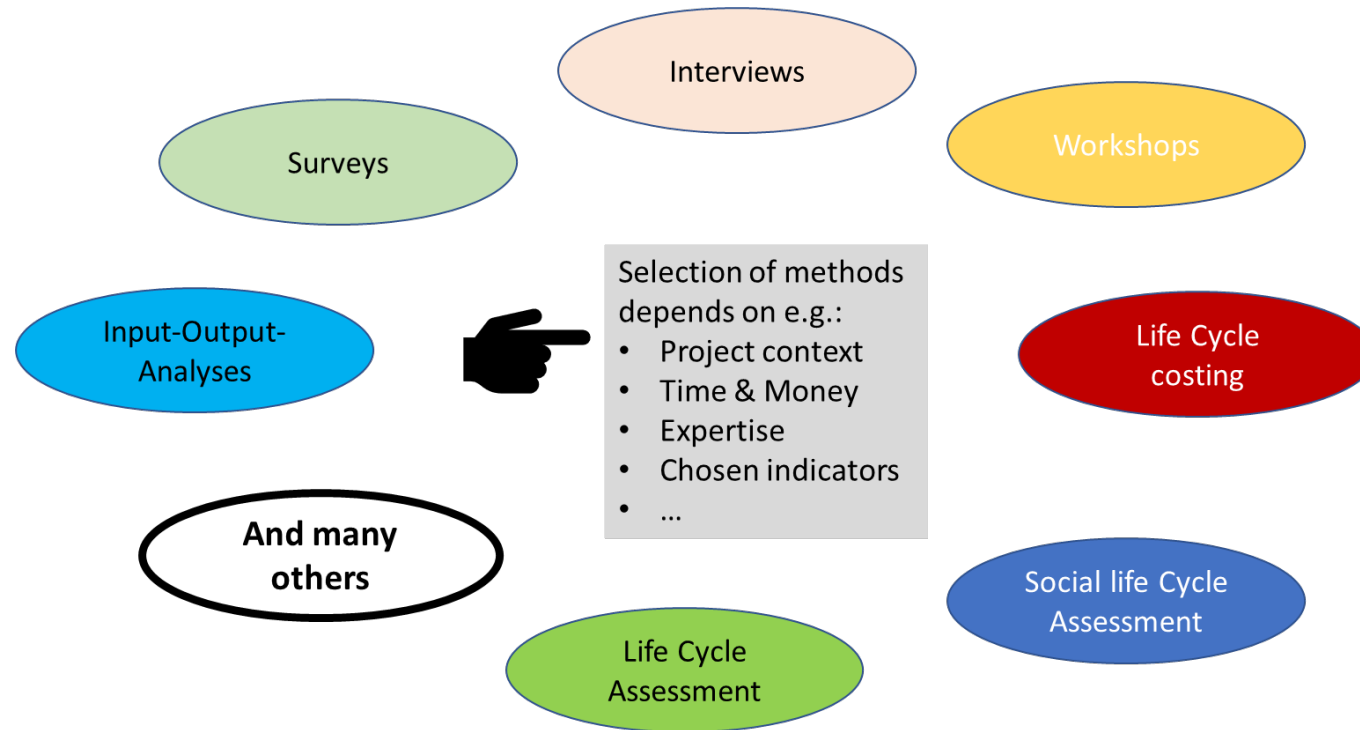 Interviews
Workshops
Surveys
Selection of methods
depends on e.g.:
• Project context
• Time & Money
• Expertise
• Chosen indicators
• ...
Input-Output-
Analyses
Life Cycle
costing
And many
others
Social life Cycle
Assessment
Life Cycle
Assessment